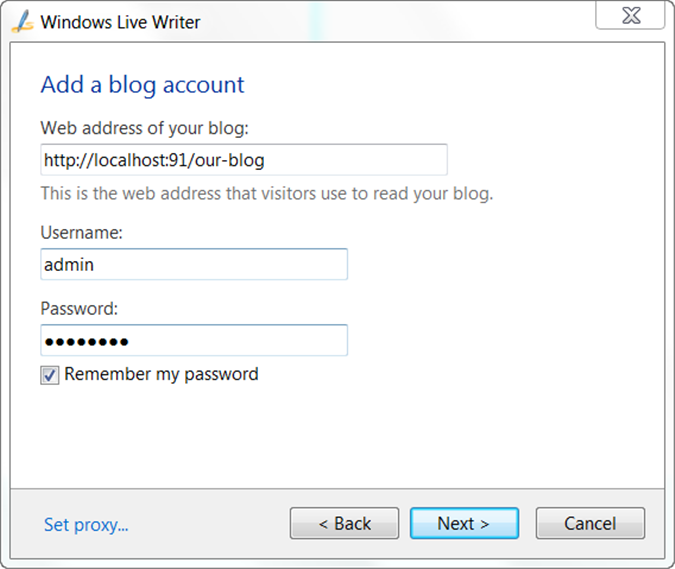 Windows Live Writer
Add a blog account
Web address of your blog:
http://localhost:91/our-blog
This is the web address that visitors use to read your blog.
Username:
admin
Password:
●●●●●●●●
Remember my password
Set proxy...
< Back
Next >
Cancel